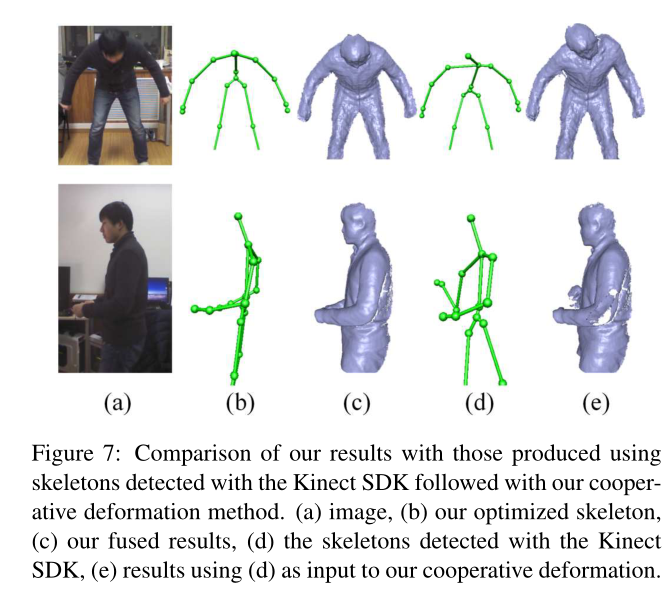 (a) (b) (c) (d) (e)
Figure 7: Comparison of our results with those produced using
skeletons detected with the Kinect SDK followed with our cooper-
ative deformation method. (a) image, (b) our optimized skeleton,
(c) our fused results, (d) the skeletons detected with the Kinect
SDK, (e) results using (d) as input to our cooperative deformation.